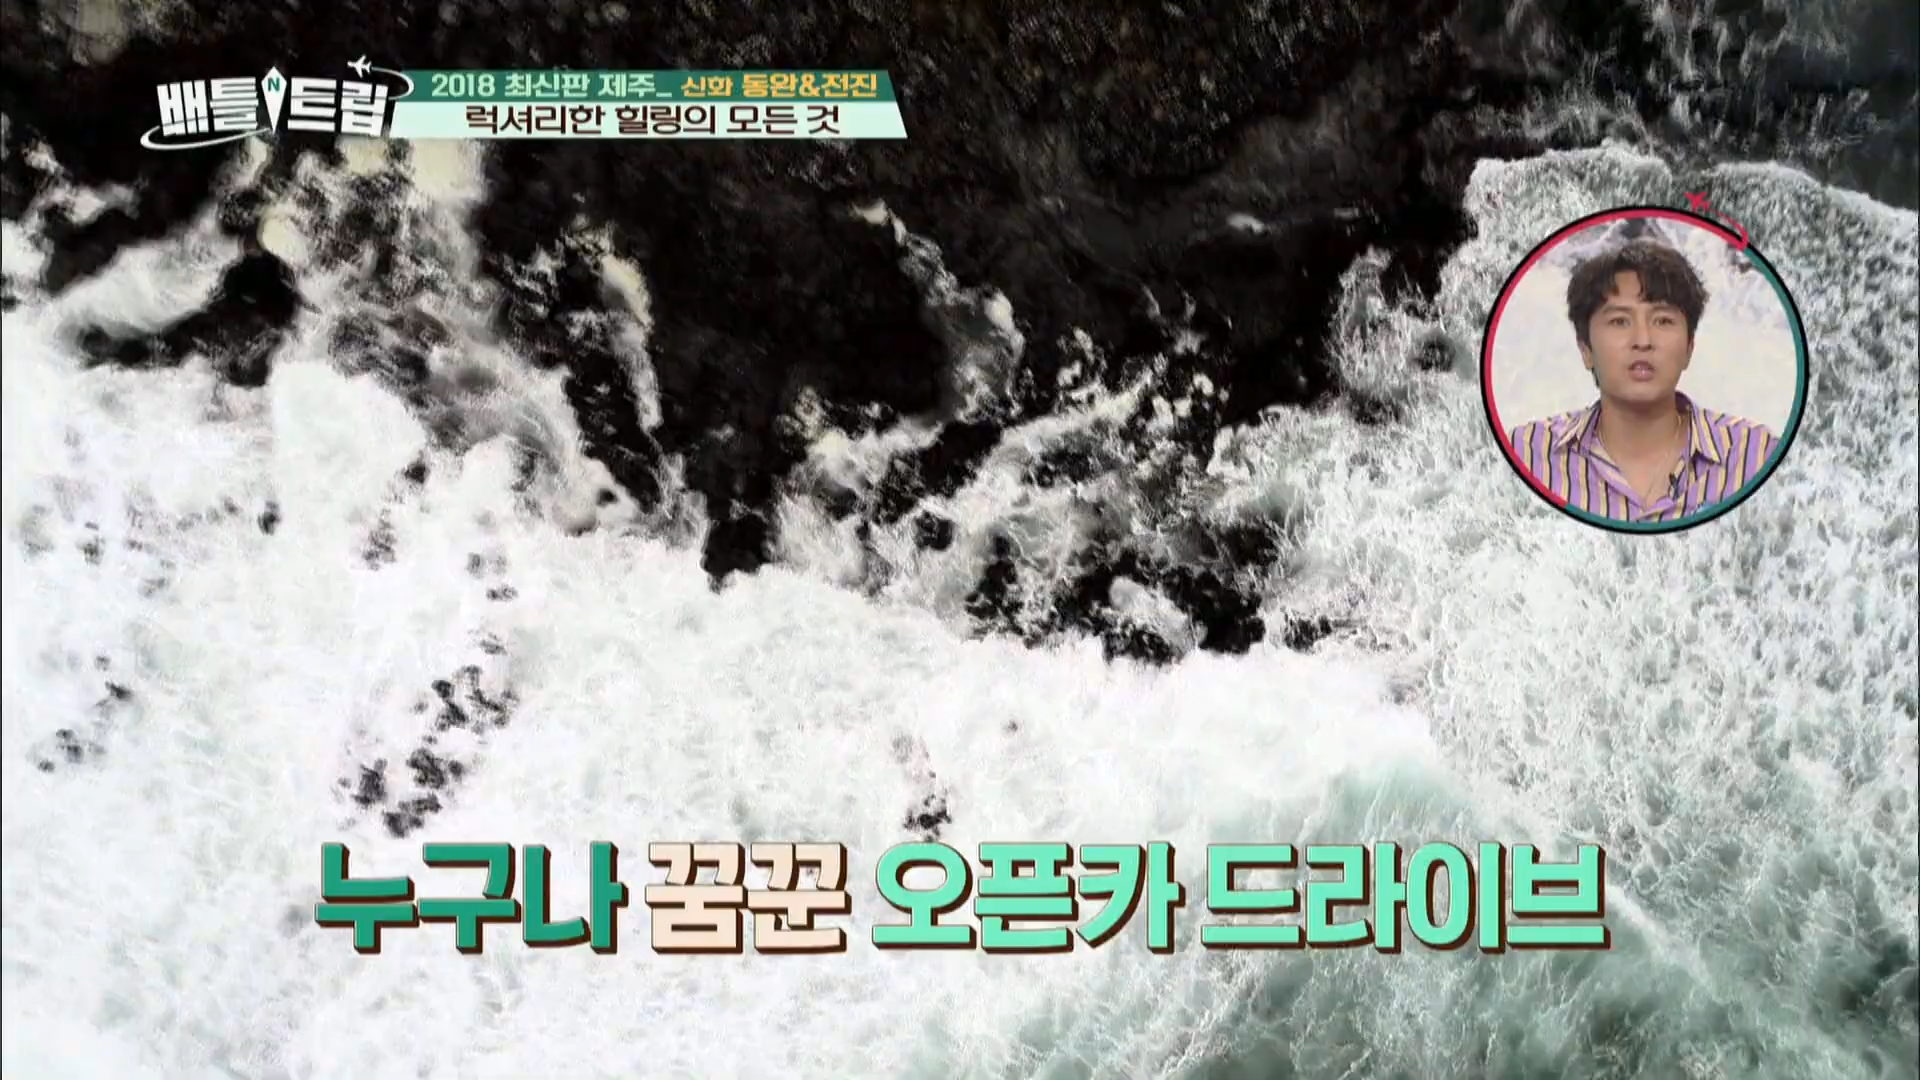 배틀트립
N
2018 최신판 제주_ 신화 동완&전진
럭셔리한 힐링의 모든 것
누구나 꿈꾼 오픈카 드라이브